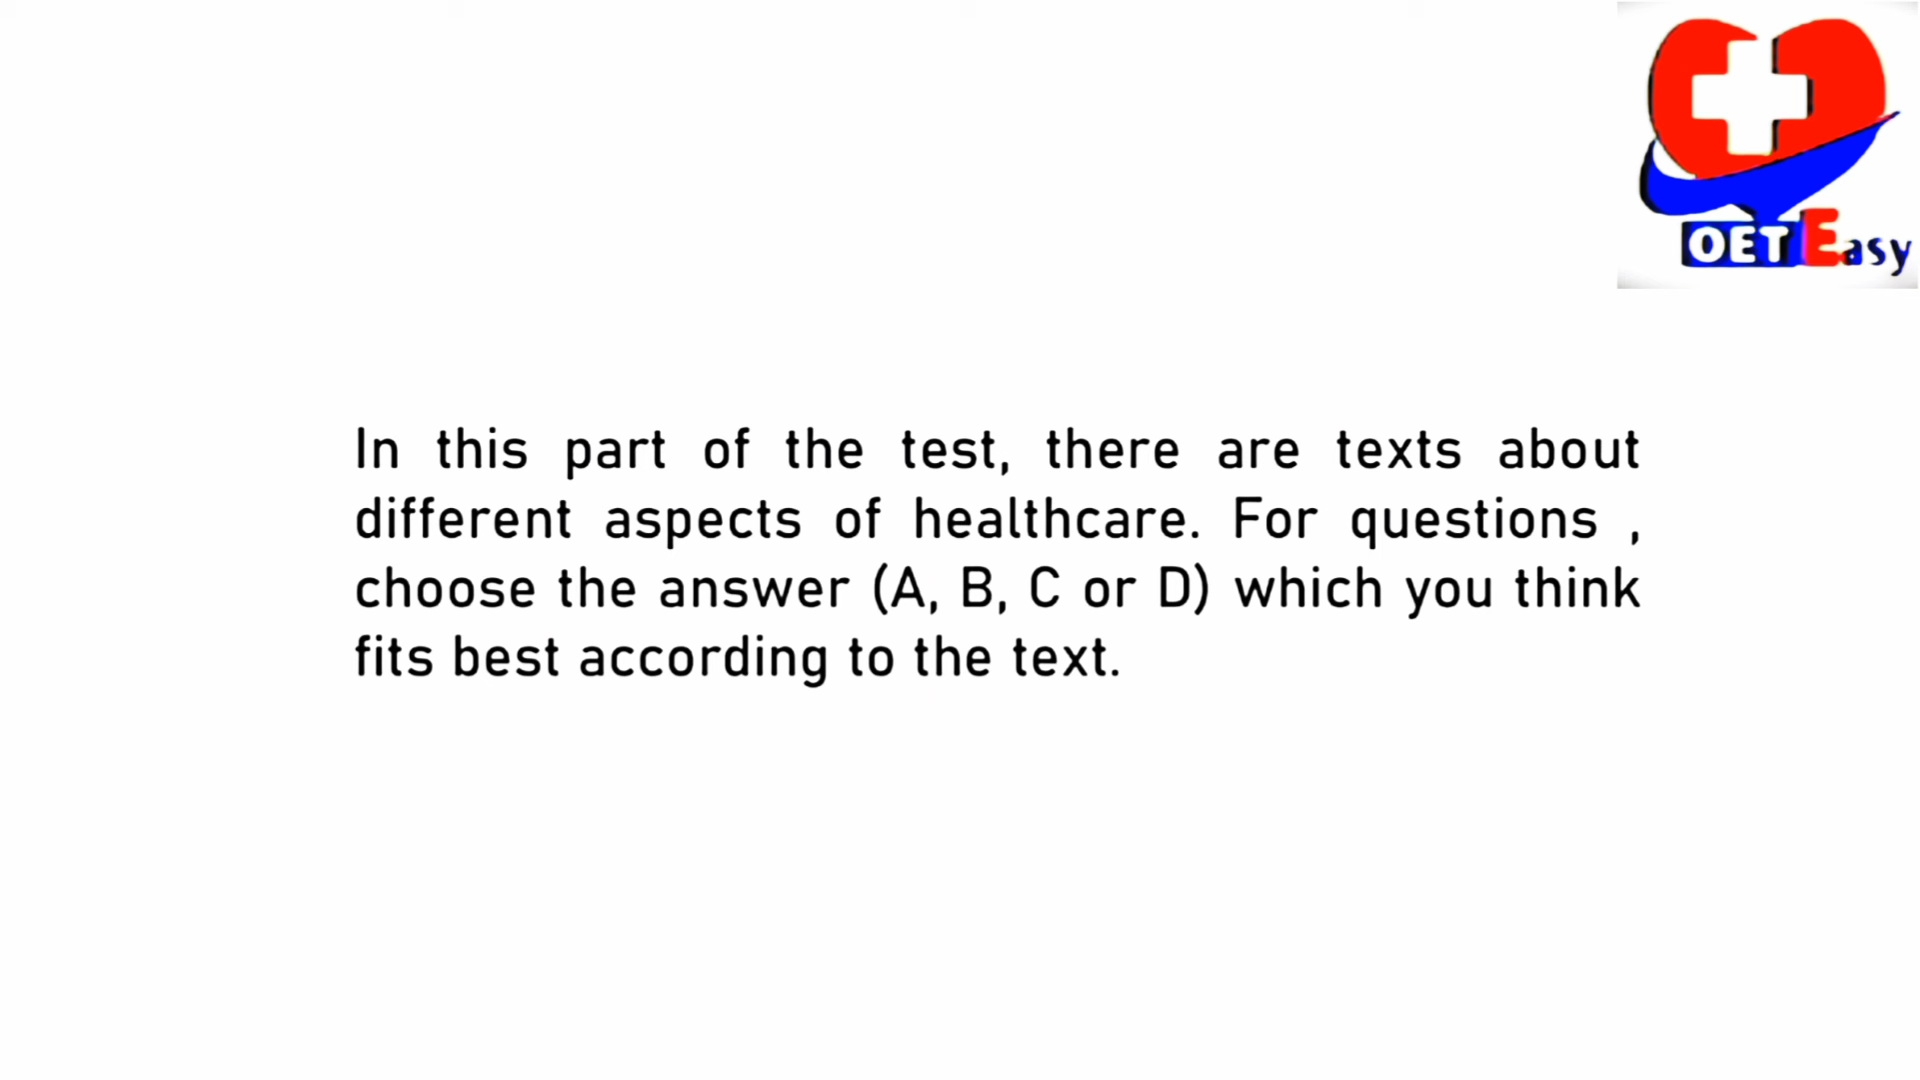 OET Easy
In this part of the test, there are texts about
different aspects of healthcare. For questions ,
choose the answer (A, B, C or D) which you think
fits best according to the text.